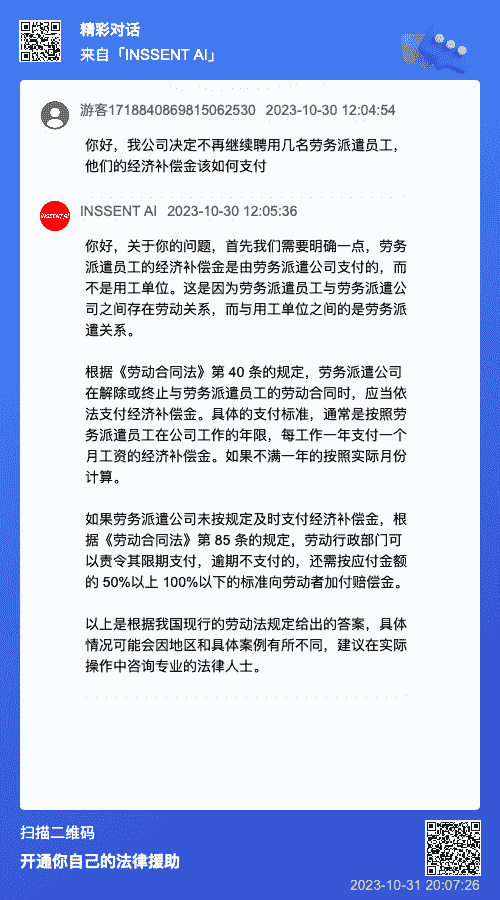 精彩对话
来自「INSSENT AI」
游客1718840869815062530 2023-10-30 12:04:54
你好，我公司决定不再继续聘用几名劳务派遣员工，
他们的经济补偿金该如何支付
INSSENT AI
INSSENT AI 2023-10-30 12:05:36
你好，关于你的问题，首先我们需要明确一点，劳务
派遣员工的经济补偿金是由劳务派遣公司支付的，而
不是用工单位。这是因为劳务派遣员工与劳务派遣公
司之间存在劳动关系，而与用工单位之间的是劳务派
遣关系。
根据《劳动合同法》第 40 条的规定，劳务派遣公司
在解除或终止与劳务派遣员工的劳动合同时，应当依
法支付经济补偿金。具体的支付标准，通常是按照劳
务派遣员工在公司工作的年限，每工作一年支付一个
月工资的经济补偿金。如果不满一年的按照实际月份
计算。
如果劳务派遣公司未按规定及时支付经济补偿金，根
据《劳动合同法》第 85 条的规定，劳动行政部门可
以责令其限期支付，逾期不支付的，还需按应付金额
的 50%以上 100%以下的标准向劳动者加付赔偿金。
以上是根据我国现行的劳动法规定给出的答案，具体
情况可能会因地区和具体案例有所不同，建议在实际
操作中咨询专业的法律人士。
扫描二维码
开通你自己的法律援助
2023-10-31 20:07:26